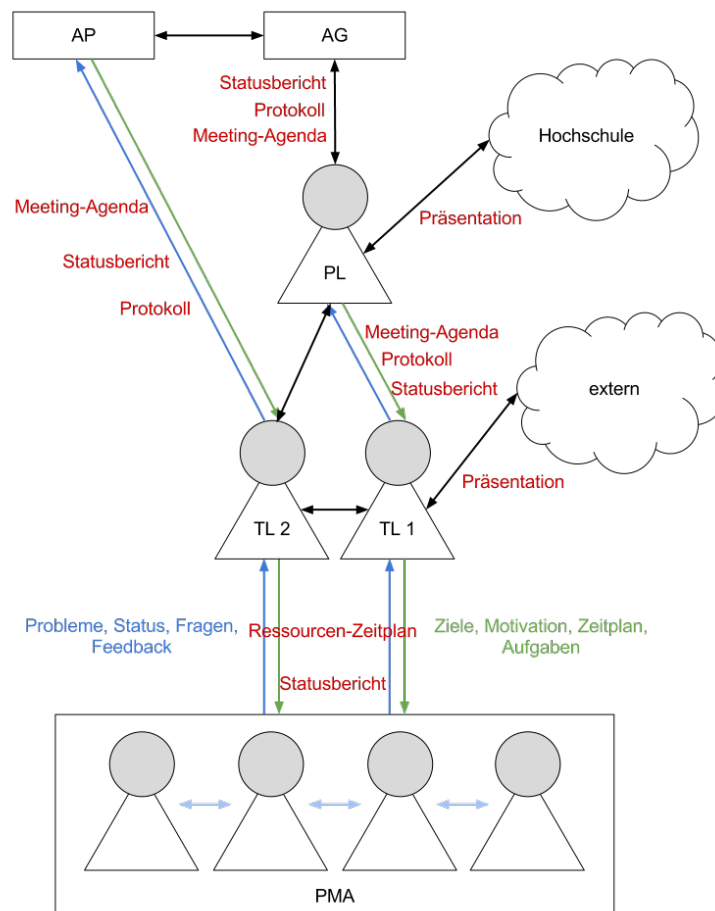 AP
AG
Statusbericht
Protokoll
Meeting-Agenda
Hochschule
Präsentation
PL
Meeting-Agenda
Statusbericht
Protokoll
Meeting-Agenda
Protokoll
Statusbericht
extern
Präsentation
TL 2
TL 1
Probleme, Status, Fragen,
Feedback
Ressourcen-Zeitplan
Ziele, Motivation, Zeitplan,
Aufgaben
Statusbericht
PMA